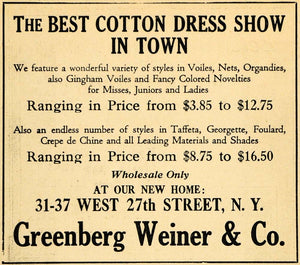 THE BEST COTTON DRESS SHOW
IN TOWN
We feature a wonderful variety of styles in Voiles, Nets, Organdies,
also Gingham Voiles and Fancy Colored Novelties
for Misses, Juniors and Ladies
Ranging in Price from $3.85 to $12.75
Also an endless number of styles in Taffeta, Georgette, Foulard,
Crepe de Chine and all Leading Materials and Shades
Ranging in Price from $8.75 to $16.50
Wholesale Only
AT OUR NEW HOME:
31-37 WEST 27th STREET, N. Y.
Greenberg Weiner & Co.